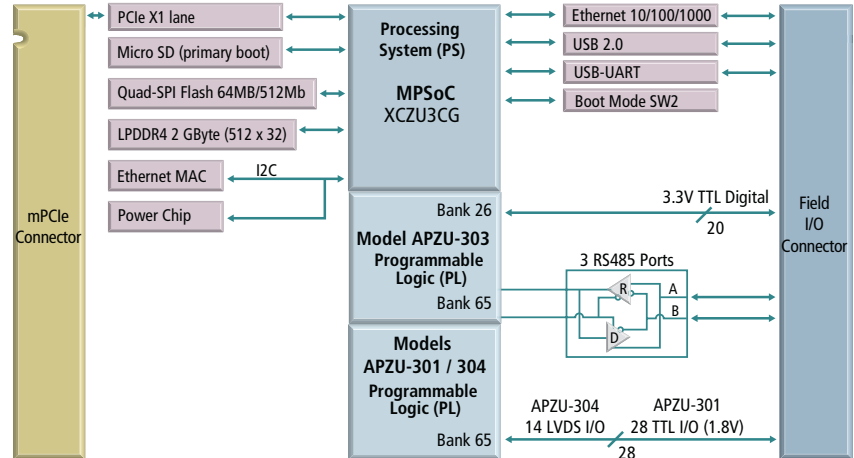 mPCIe
Connector
PCIe X1 lane
Micro SD (primary boot)
Quad-SPI Flash 64MB/512Mb
LPDDR4 2 GByte (512 x 32)
Ethernet MAC
I2C
Power Chip
Processing
System (PS)
MPSoC
XCZU3CG
Ethernet 10/100/1000
USB 2.0
USB-UART
Boot Mode SW2
Bank 26
Model APZU-303
Programmable
Logic (PL)
Bank 65
3.3V TTL Digital
20
3 RS485 Ports
R
A
B
D
Models
APZU-301 / 304
Programmable
Logic (PL)
Bank 65
APZU-304
14 LVDS I/O
APZU-301
28 TTL I/O (1.8V)
28
Field
I/O
Connector